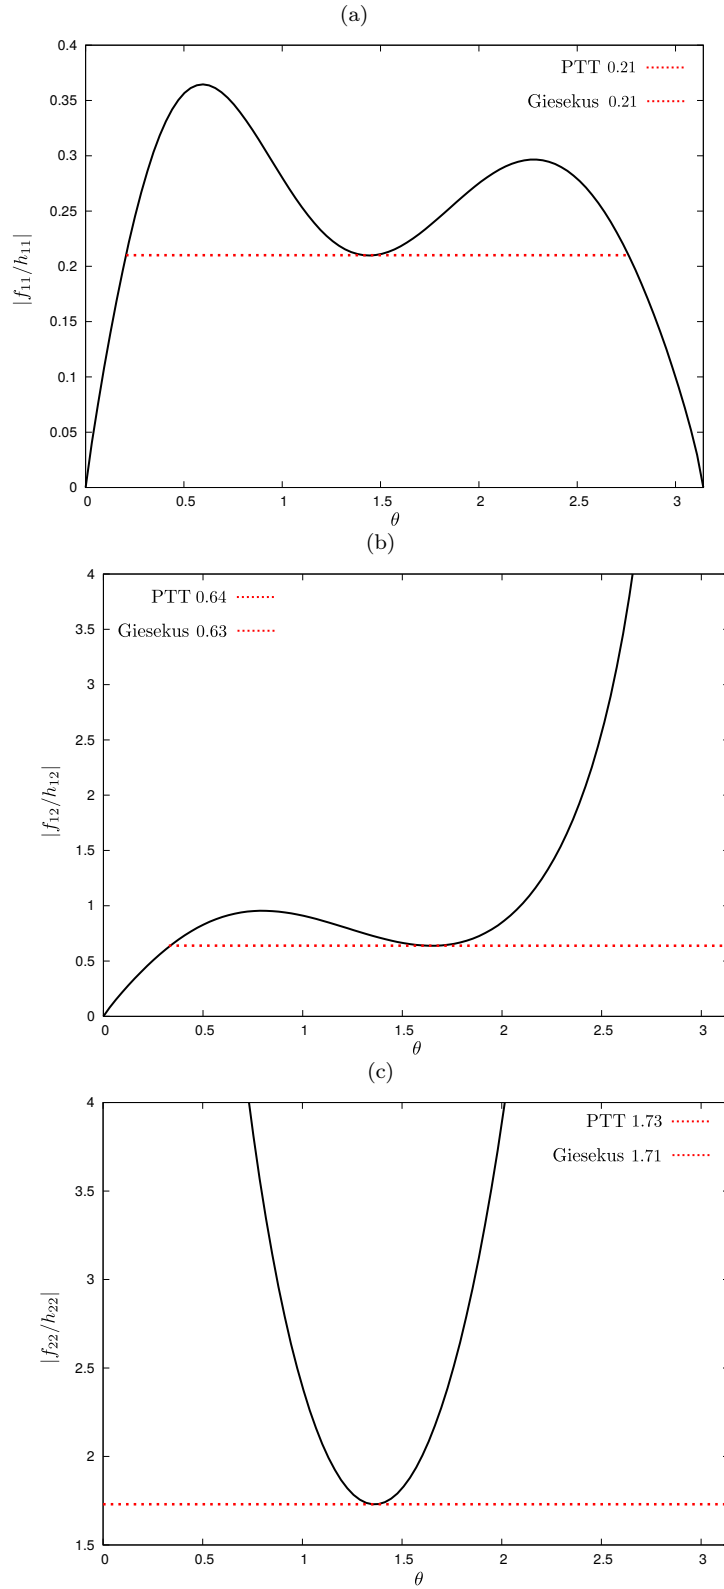 (a)
0.4
PTT 0.21
0.35
Giesekus 0.21
0.3
0.25
|f₁₁/h₁₁|
0.2
0.15
0.1
0.05
0
0 0.5 1 1.5 2 2.5 3
θ
(b)
4
PTT 0.64
3.5
Giesekus 0.63
3
2.5
|f₁₂/h₁₂|
2
1.5
1
0.5
0
0 0.5 1 1.5 2 2.5 3
θ
(c)
4
PTT 1.73
Giesekus 1.71
3.5
3
|f₂₂/h₂₂|
2.5
2
1.5
0 0.5 1 1.5 2 2.5 3
θ